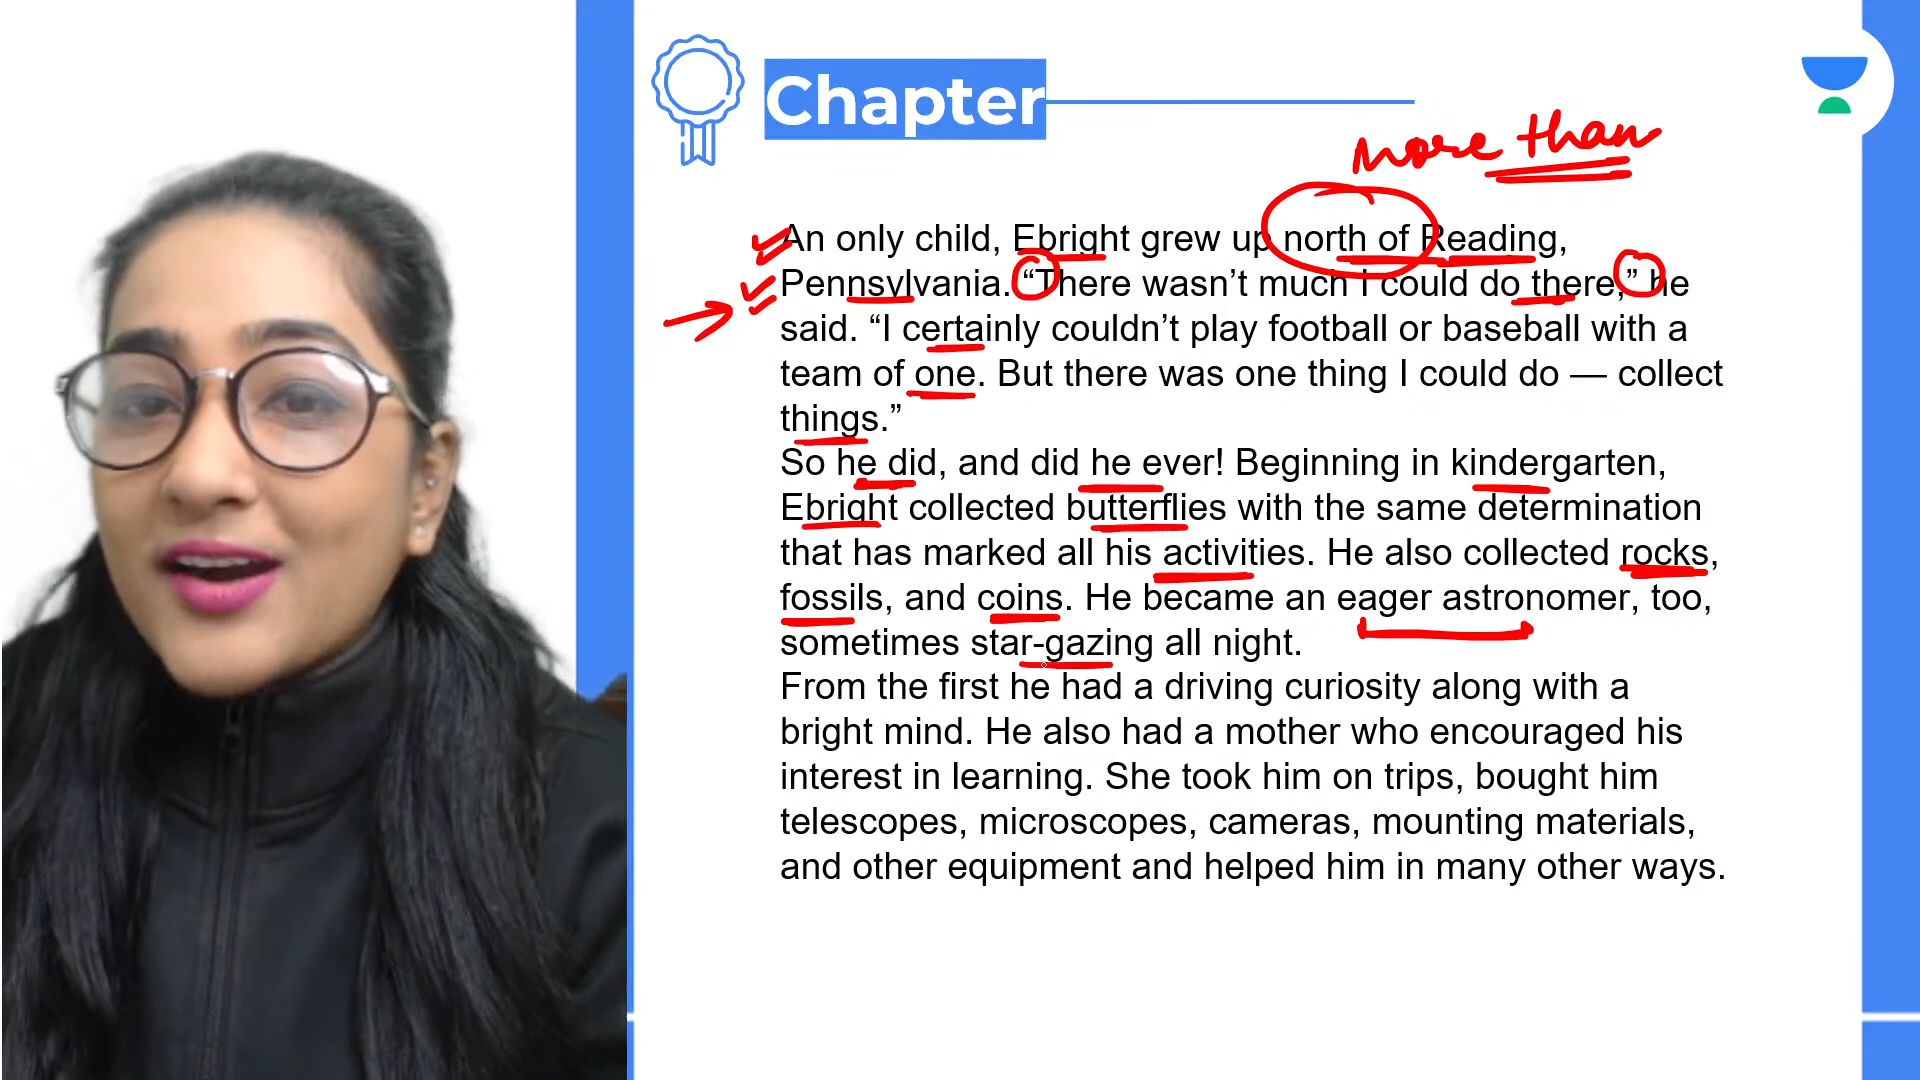 Chapter
more than
An only child, Ebright grew up north of Reading,
Pennsylvania. “There wasn’t much I could do there,” he
said. “I certainly couldn’t play football or baseball with a
team of one. But there was one thing I could do — collect
things.”
So he did, and did he ever! Beginning in kindergarten,
Ebright collected butterflies with the same determination
that has marked all his activities. He also collected rocks,
fossils, and coins. He became an eager astronomer, too,
sometimes star-gazing all night.
From the first he had a driving curiosity along with a
bright mind. He also had a mother who encouraged his
interest in learning. She took him on trips, bought him
telescopes, microscopes, cameras, mounting materials,
and other equipment and helped him in many other ways.